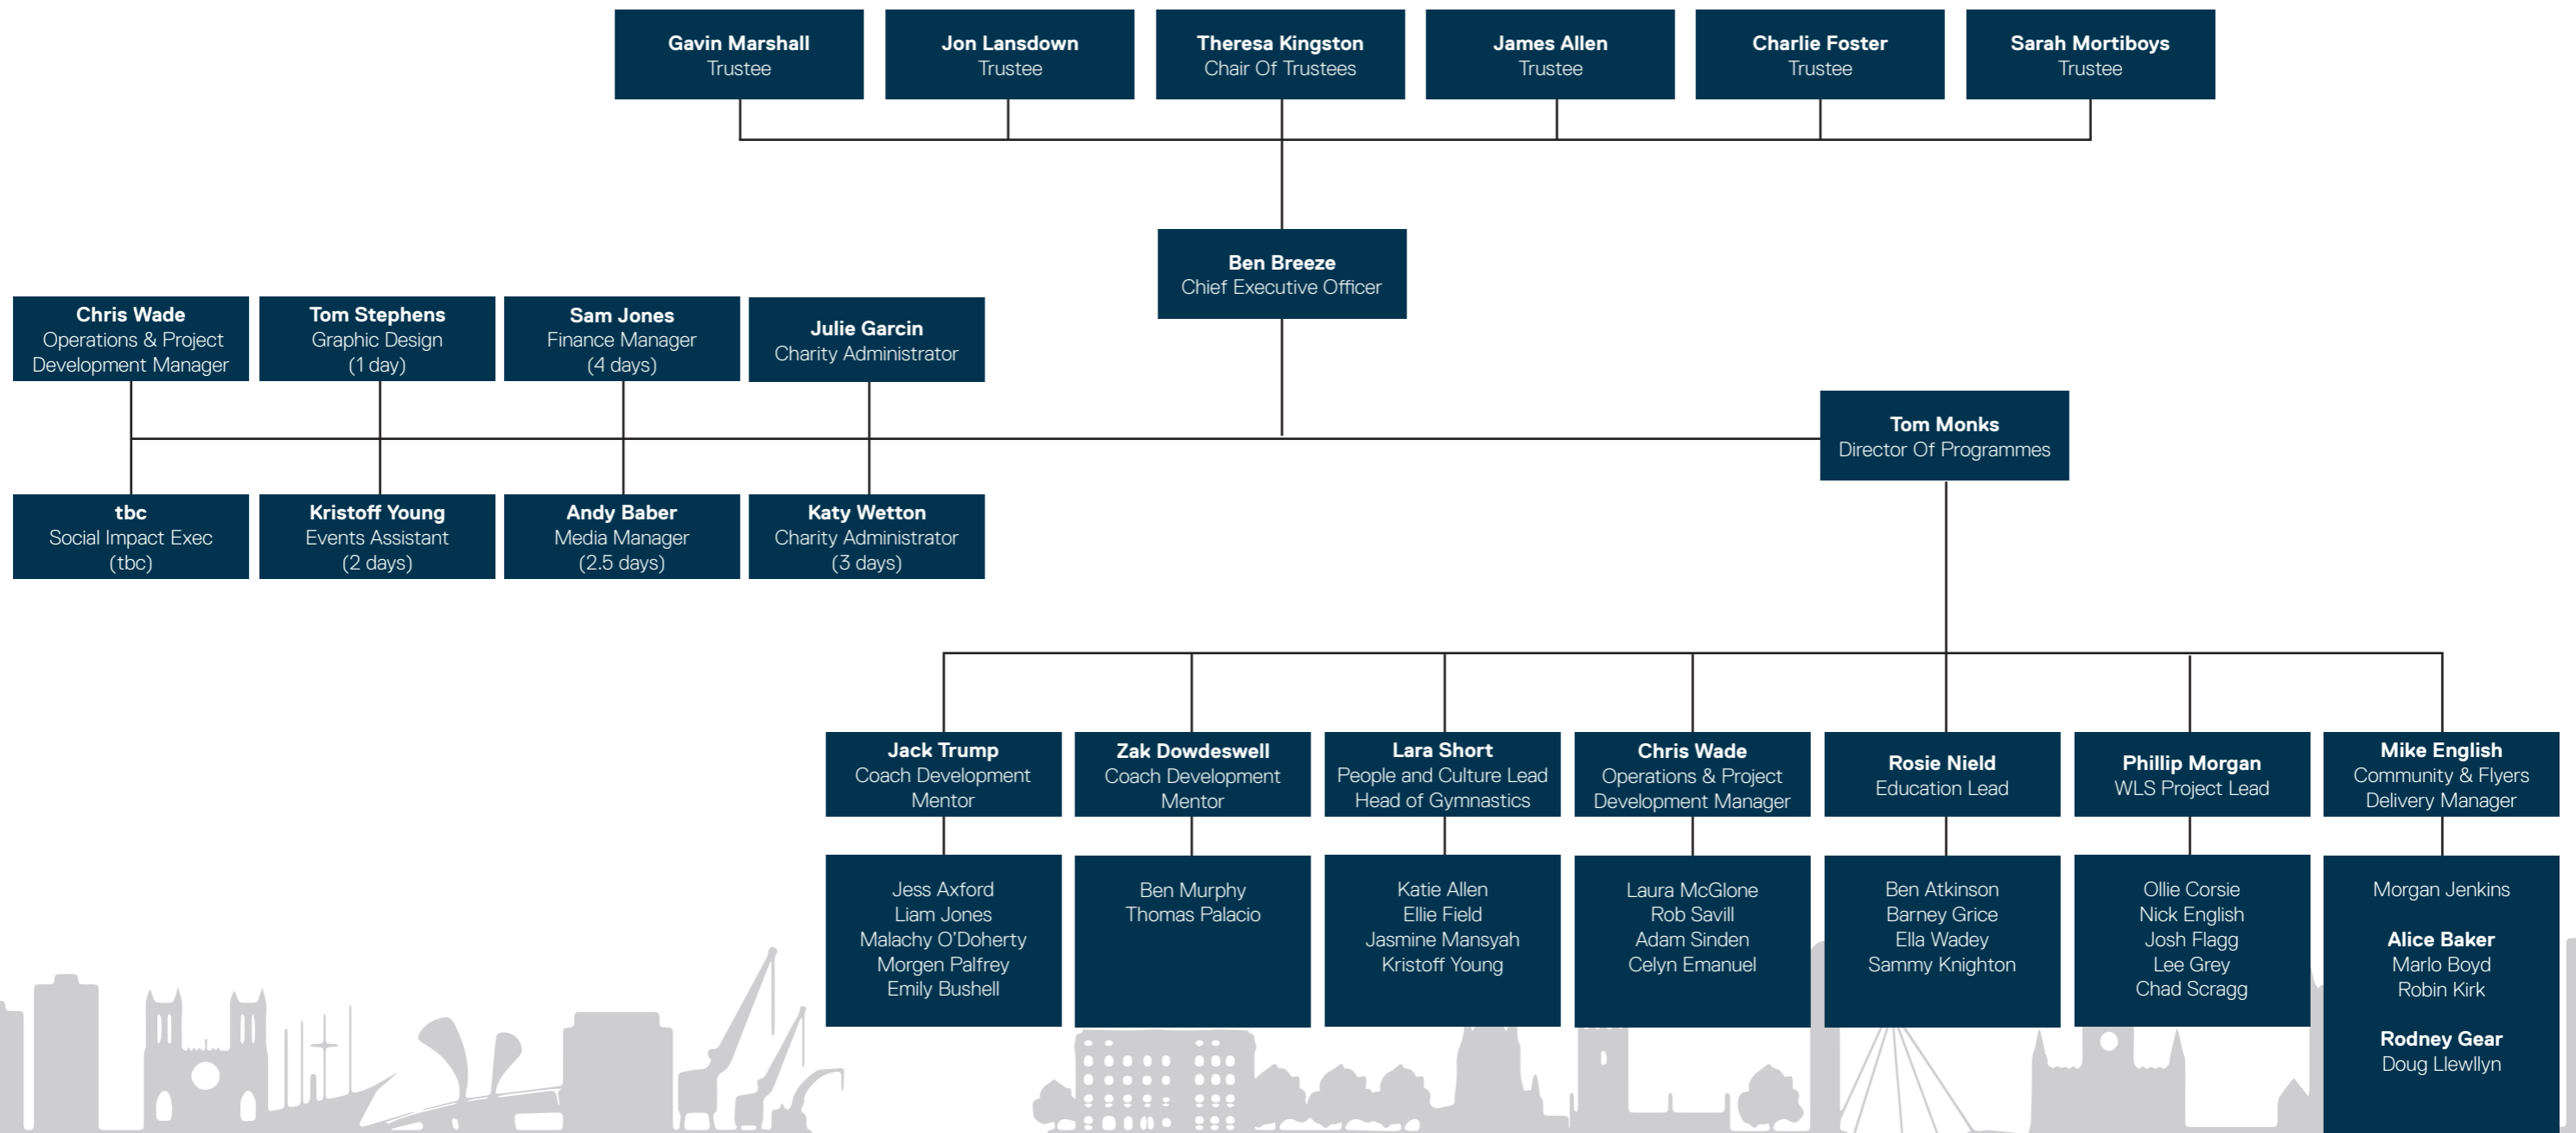 Gavin Marshall
Trustee
Jon Lansdown
Trustee
Theresa Kingston
Chair Of Trustees
James Allen
Trustee
Charlie Foster
Trustee
Sarah Mortiboys
Trustee
Ben Breeze
Chief Executive Officer
Chris Wade
Operations & Project
Development Manager
Tom Stephens
Graphic Design
(1 day)
Sam Jones
Finance Manager
(4 days)
Julie Garcin
Charity Administrator
Tom Monks
Director Of Programmes
tbc
Social Impact Exec
(tbc)
Kristoff Young
Events Assistant
(2 days)
Andy Baber
Media Manager
(2.5 days)
Katy Wetton
Charity Administrator
(3 days)
Jack Trump
Coach Development
Mentor
Zak Dowdeswell
Coach Development
Mentor
Lara Short
People and Culture Lead
Head of Gymnastics
Chris Wade
Operations & Project
Development Manager
Rosie Nield
Education Lead
Phillip Morgan
WLS Project Lead
Mike English
Community & Flyers
Delivery Manager
Jess Axford
Liam Jones
Malachy O’Doherty
Morgen Palfrey
Emily Bushell
Ben Murphy
Thomas Palacio
Katie Allen
Ellie Field
Jasmine Mansyah
Kristoff Young
Laura McGlone
Rob Savill
Adam Sinden
Celyn Emanuel
Ben Atkinson
Barney Grice
Ella Wadey
Sammy Knighton
Ollie Corsie
Nick English
Josh Flagg
Lee Grey
Chad Scragg
Morgan Jenkins
Alice Baker
Marlo Boyd
Robin Kirk
Rodney Gear
Doug Llewllyn